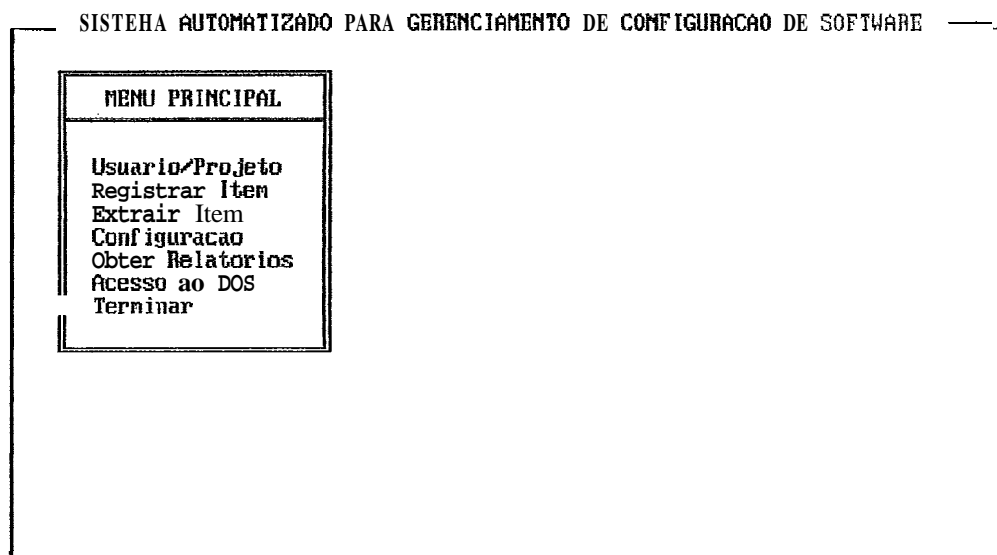 SISTEHA AUTOMATIZADO PARA GERENCIAMENTO DE CONFIGURACAO DE SOFTWARE
MENU PRINCIPAL
Usuario/Projeto
Registrar Item
Extrair Item
Configuracao
Obter Relatorios
Acesso ao DOS
Terminar